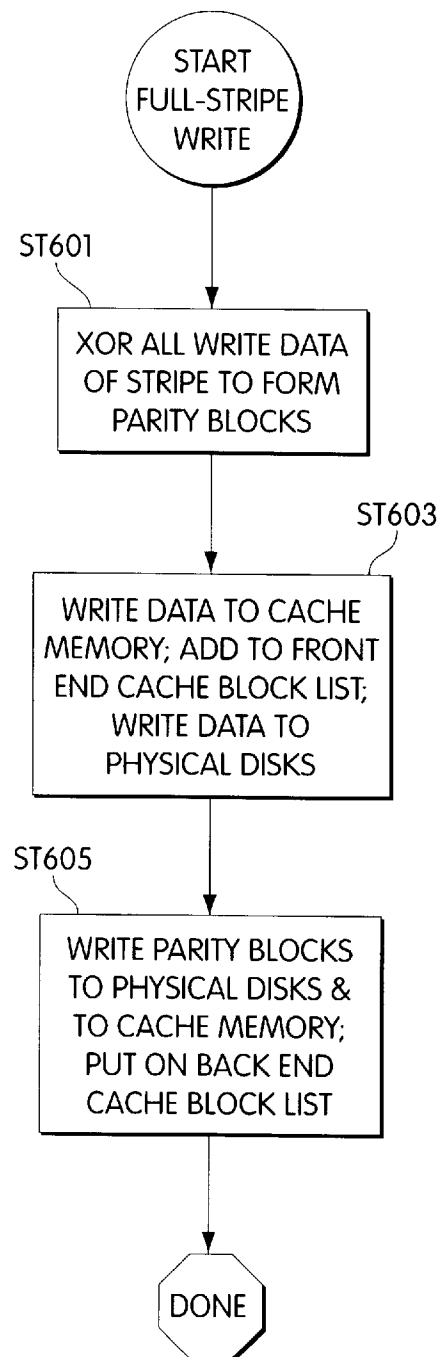 START
FULL-STRIPE
WRITE
ST601
XOR ALL WRITE DATA
OF STRIPE TO FORM
PARITY BLOCKS
ST603
WRITE DATA TO CACHE
MEMORY; ADD TO FRONT
END CACHE BLOCK LIST;
WRITE DATA TO
PHYSICAL DISKS
ST605
WRITE PARITY BLOCKS
TO PHYSICAL DISKS &
TO CACHE MEMORY;
PUT ON BACK END
CACHE BLOCK LIST
DONE